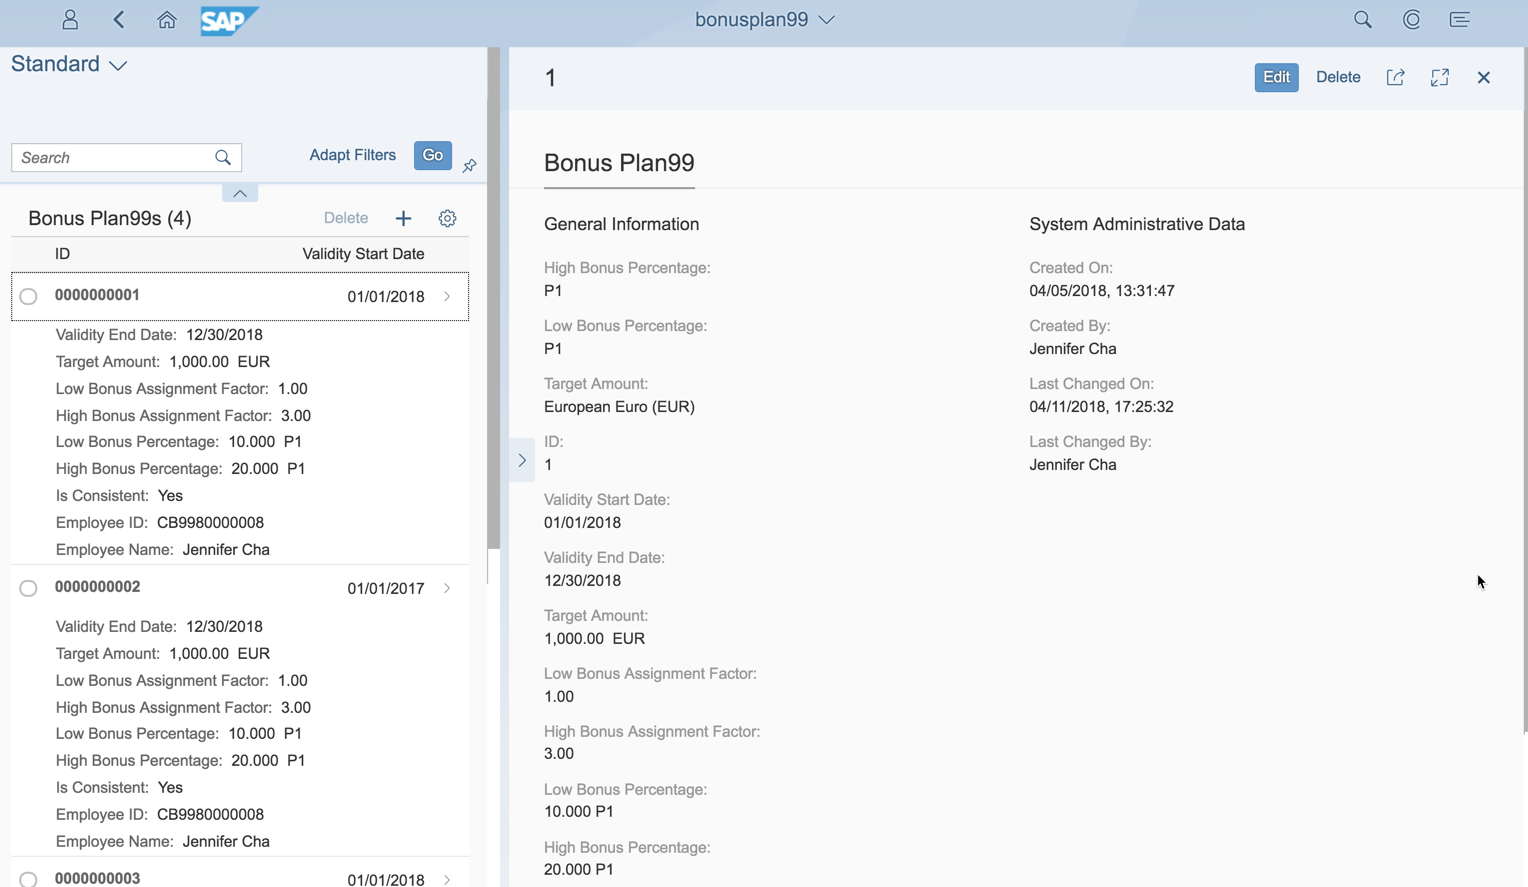 SAP
bonusplan99
Standard
Search
Adapt Filters
Go
Bonus Plan99s (4)
Delete
ID
Validity Start Date
0000000001
01/01/2018
Validity End Date: 12/30/2018
Target Amount: 1,000.00 EUR
Low Bonus Assignment Factor: 1.00
High Bonus Assignment Factor: 3.00
Low Bonus Percentage: 10.000 P1
High Bonus Percentage: 20.000 P1
Is Consistent: Yes
Employee ID: CB9980000008
Employee Name: Jennifer Cha
0000000002
01/01/2017
Validity End Date: 12/30/2018
Target Amount: 1,000.00 EUR
Low Bonus Assignment Factor: 1.00
High Bonus Assignment Factor: 3.00
Low Bonus Percentage: 10.000 P1
High Bonus Percentage: 20.000 P1
Is Consistent: Yes
Employee ID: CB9980000008
Employee Name: Jennifer Cha
0000000003
01/01/2018
1
Edit
Delete
Bonus Plan99
General Information
High Bonus Percentage:
P1
Low Bonus Percentage:
P1
Target Amount:
European Euro (EUR)
ID:
1
Validity Start Date:
01/01/2018
Validity End Date:
12/30/2018
Target Amount:
1,000.00 EUR
Low Bonus Assignment Factor:
1.00
High Bonus Assignment Factor:
3.00
Low Bonus Percentage:
10.000 P1
High Bonus Percentage:
20.000 P1
System Administrative Data
Created On:
04/05/2018, 13:31:47
Created By:
Jennifer Cha
Last Changed On:
04/11/2018, 17:25:32
Last Changed By:
Jennifer Cha